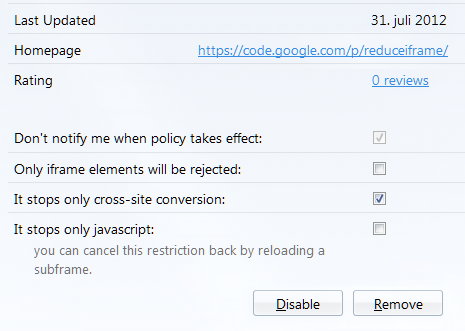 Last Updated 31. juli 2012
Homepage https://code.google.com/p/reduceiframe/
Rating 0 reviews
Don't notify me when policy takes effect:
Only iframe elements will be rejected:
It stops only cross-site conversion:
It stops only javascript:
you can cancel this restriction back by reloading a
subframe.
Disable Remove